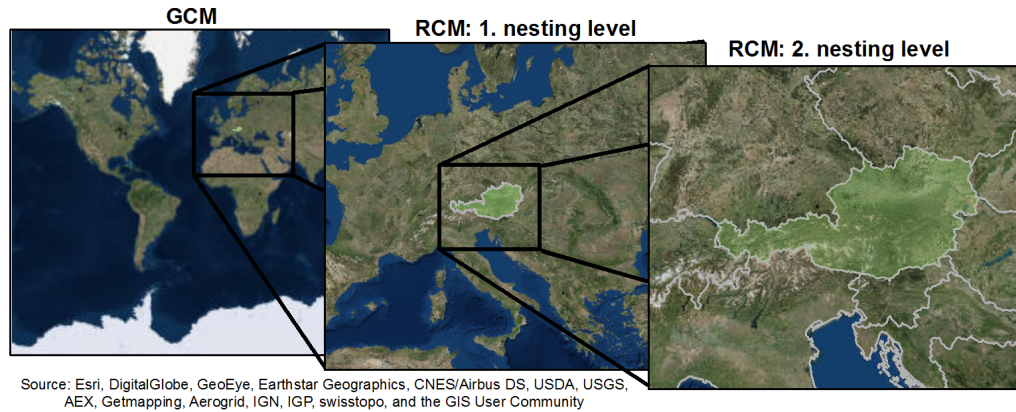 GCM
RCM: 1. nesting level
RCM: 2. nesting level
Source: Esri, DigitalGlobe, GeoEye, Earthstar Geographics, CNES/Airbus DS, USDA, USGS,
AEX, Getmapping, Aerogrid, IGN, IGP, swisstopo, and the GIS User Community